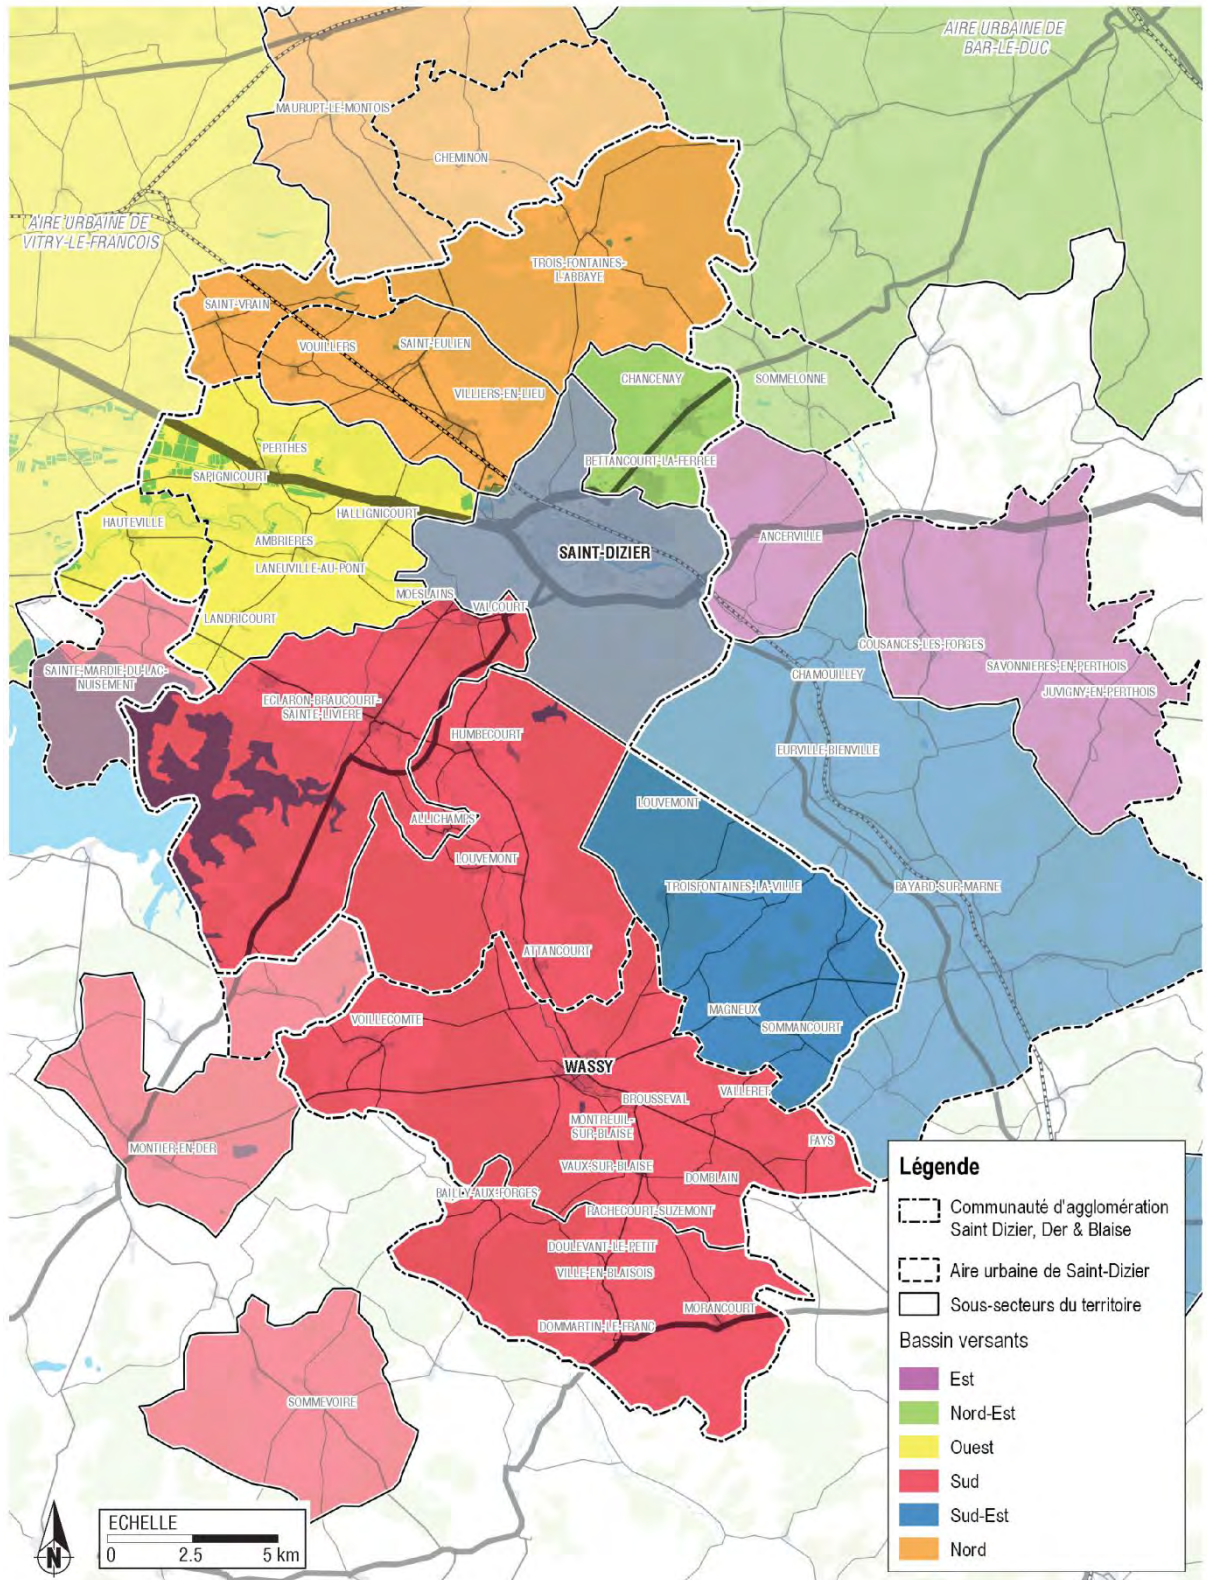 AIRE URBAINE DE
BAR-LE-DUC
MAURUPT-LE-MONTOIS
CHEMINON
AIRE URBAINE DE
VITRY-LE-FRANCOIS
TROIS-FONTAINES-
L-ABBAYE
SAINT-VRAIN
VOUILLERS
SAINT-EULIEN
CHANCENAY
SOMMELONNE
VILLIERS-EN-LIEU
PERTHES
BETTANCOURT-LA-FERREE
SAPIGNICOURT
HALLIGNICOURT
HAUTEVILLE
AMBRIERES
SAINT-DIZIER
ANCERVILLE
LANEUVILLE-AU-PONT
MOESLAINS
VALCOURT
LANDRICOURT
COUSANCES-LES-FORGES
SAINTE-MARDIE-DU-LAC-
NUISEMENT
SAVONNIERES-EN-PERTHOIS
CHAMOUILLEY
JUVIGNY-EN-PERTHOIS
ECLARON-BRAUCOURT-
SAINTE-LIVIERE
HUMBECOURT
EURVILLE-BIENVILLE
LOUVEMONT
ALLICHAMPS
LOUVEMONT
TROISFONTAINES-LA-VILLE
BAYARD-SUR-MARNE
ATTANCOURT
MAGNEUX
VOILLECOMTE
SOMMANCOURT
WASSY
VALLERET
BROUSSEVAL
MONTREUIL-
SUR-BLAISE
MONTIER-EN-DER
FAYS
VAUX-SUR-BLAISE
DOMBLAIN
BAILLY-AUX-FORGES
RACHECOURT-SUZEMONT
DOULEVANT-LE-PETIT
VILLE-EN-BLAISOIS
MORANCOURT
DOMMARTIN-LE-FRANC
SOMMEVOIRE
Légende
Communauté d'agglomération
Saint Dizier, Der & Blaise
Aire urbaine de Saint-Dizier
Sous-secteurs du territoire
Bassin versants
Est
Nord-Est
Ouest
Sud
Sud-Est
Nord
ECHELLE
0 2.5 5 km
N